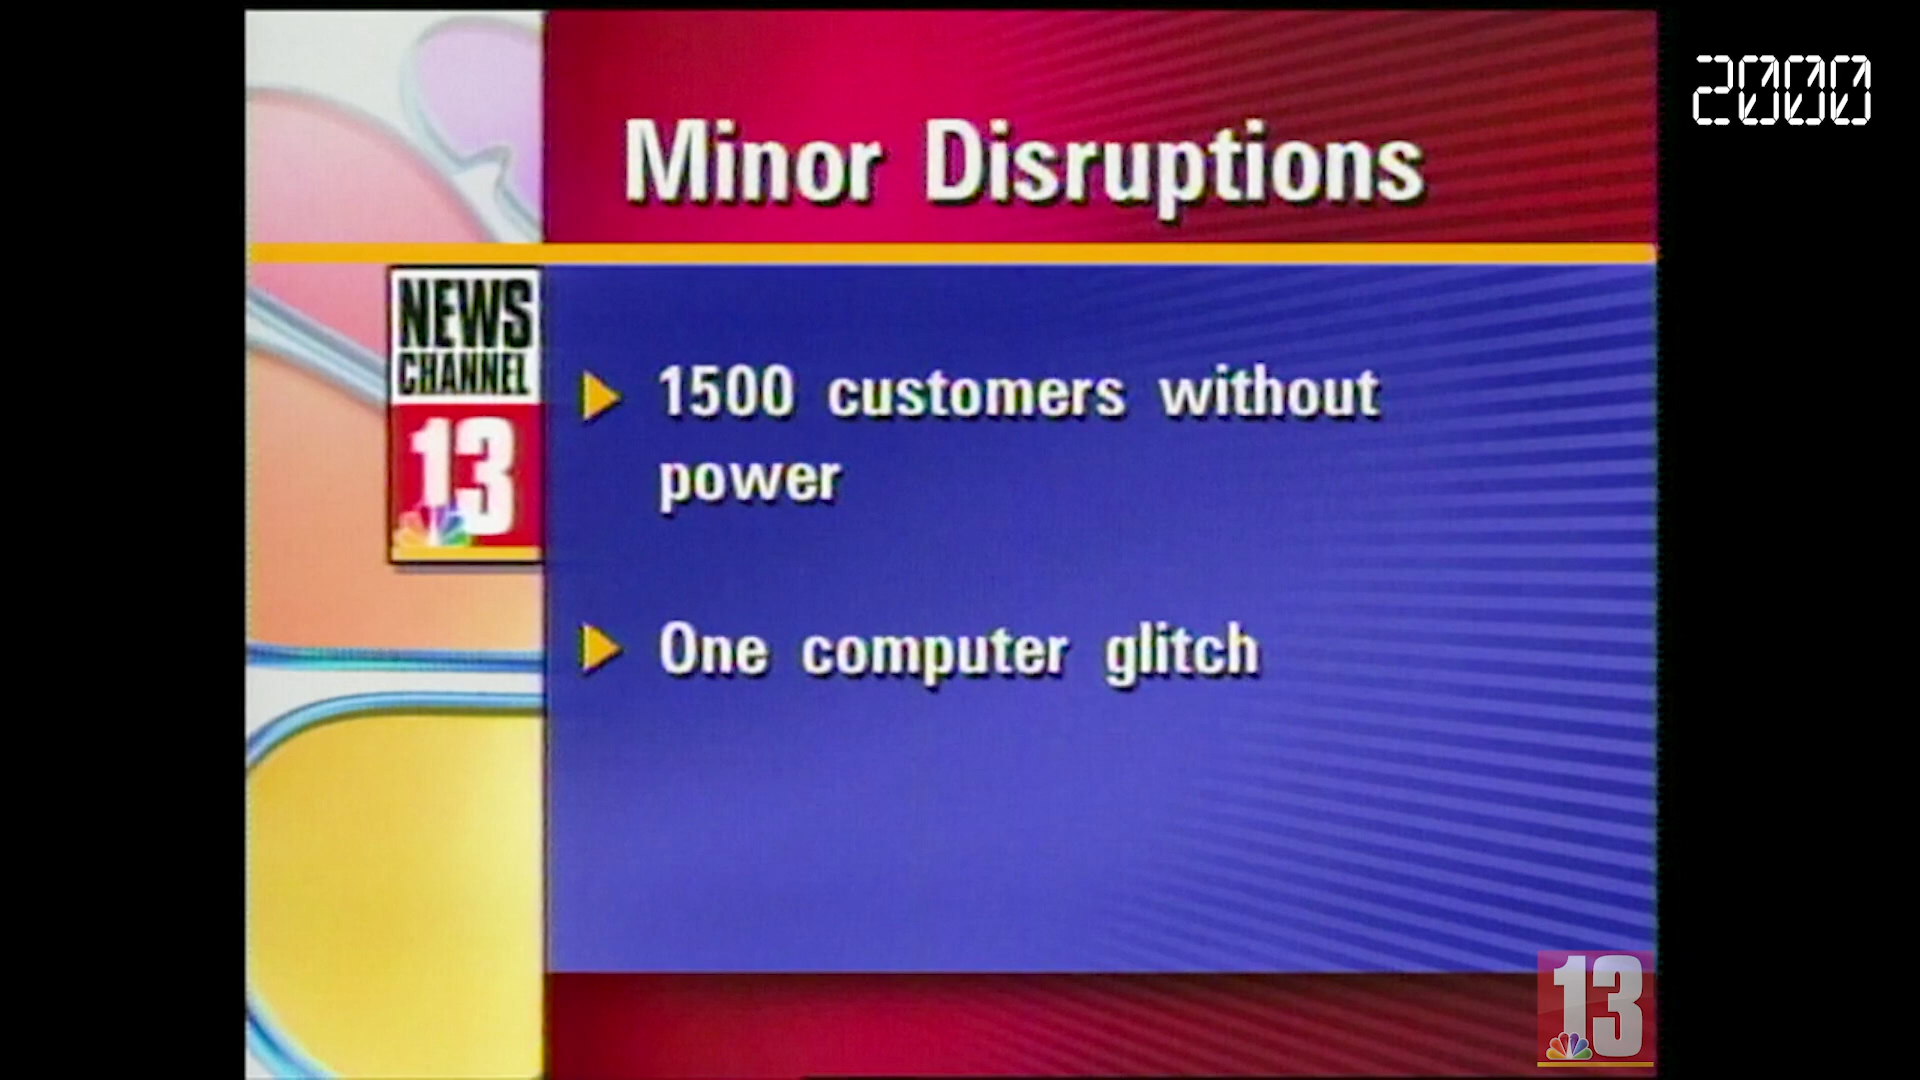 2000
Minor Disruptions
NEWS
CHANNEL
13
1500 customers without
power
One computer glitch
13